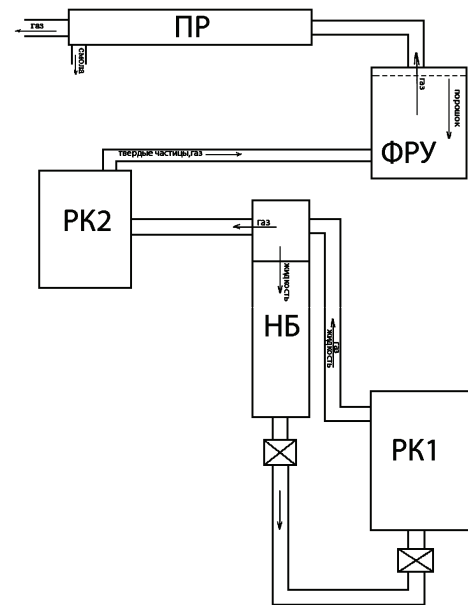 газ
ПР
смола
газ
порошок
ФРУ
твердые частицы,газ
РК2
газ
жидкость
НБ
газ
жидкость
РК1